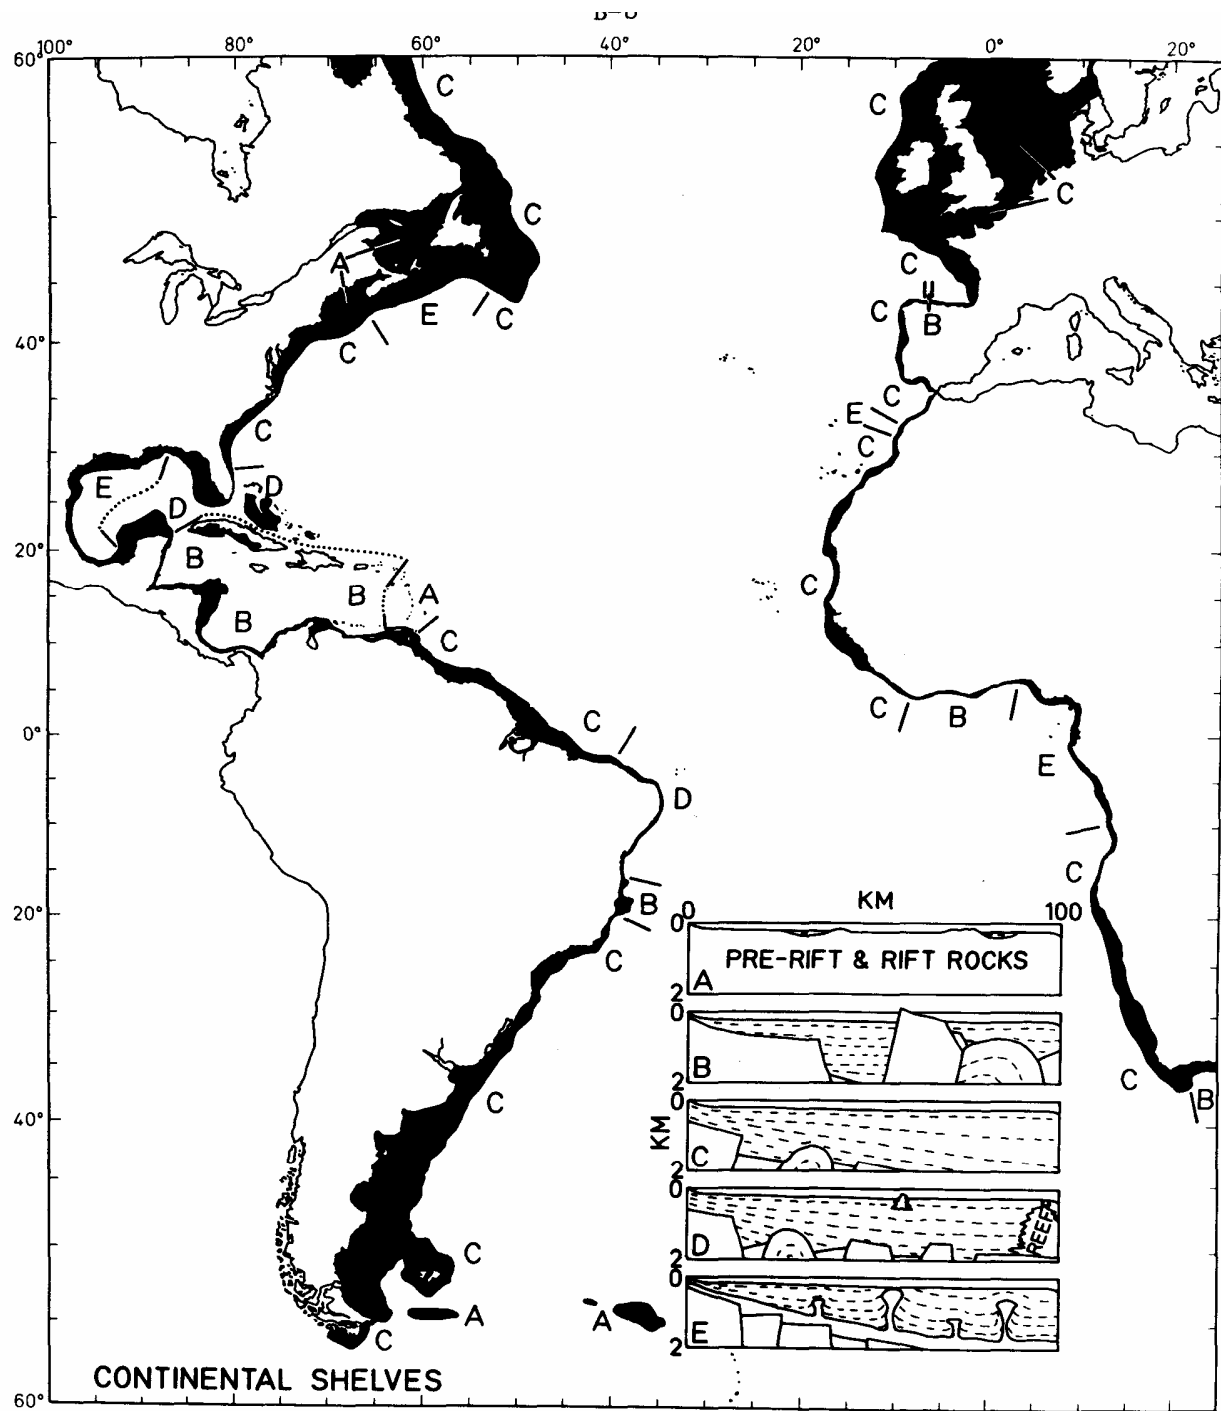 100° 80° 60° 40° 20° 0° 20°
60°
C C
C C
A C
E C C C B
40° C
C E C
C
E D D
20° B
B A C
B C
C C B
0° E
D
C
B
20° C
KM
0 100
0
PRE-RIFT & RIFT ROCKS
2 A
0
B
2
C B
40° C
KM
0
C
2
0
D REEF
2
C
0
A A
E
2
C
CONTINENTAL SHELVES
60°